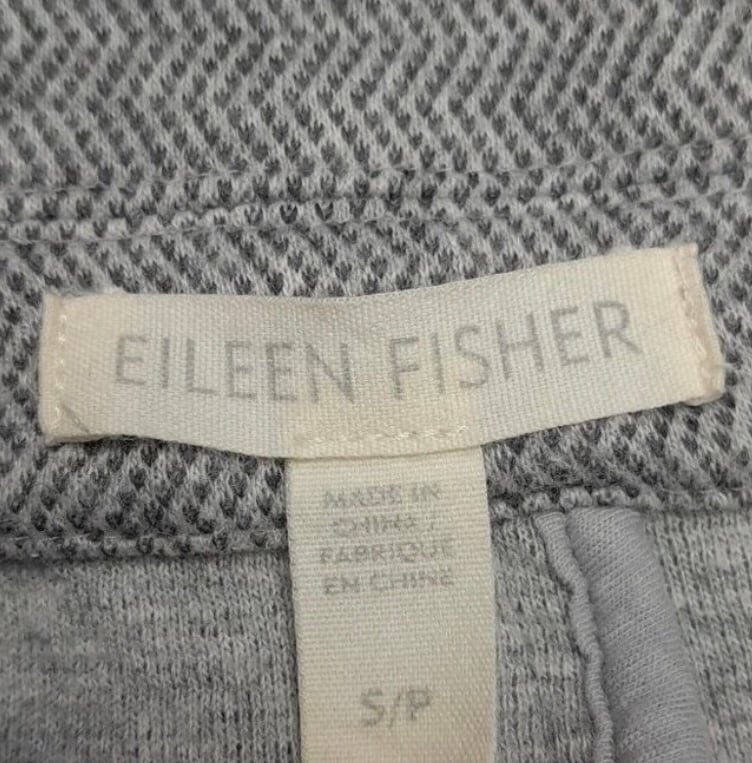 EILEEN FISHER
MADE IN
CHINA /
FABRIQUE
EN CHINE
S/P